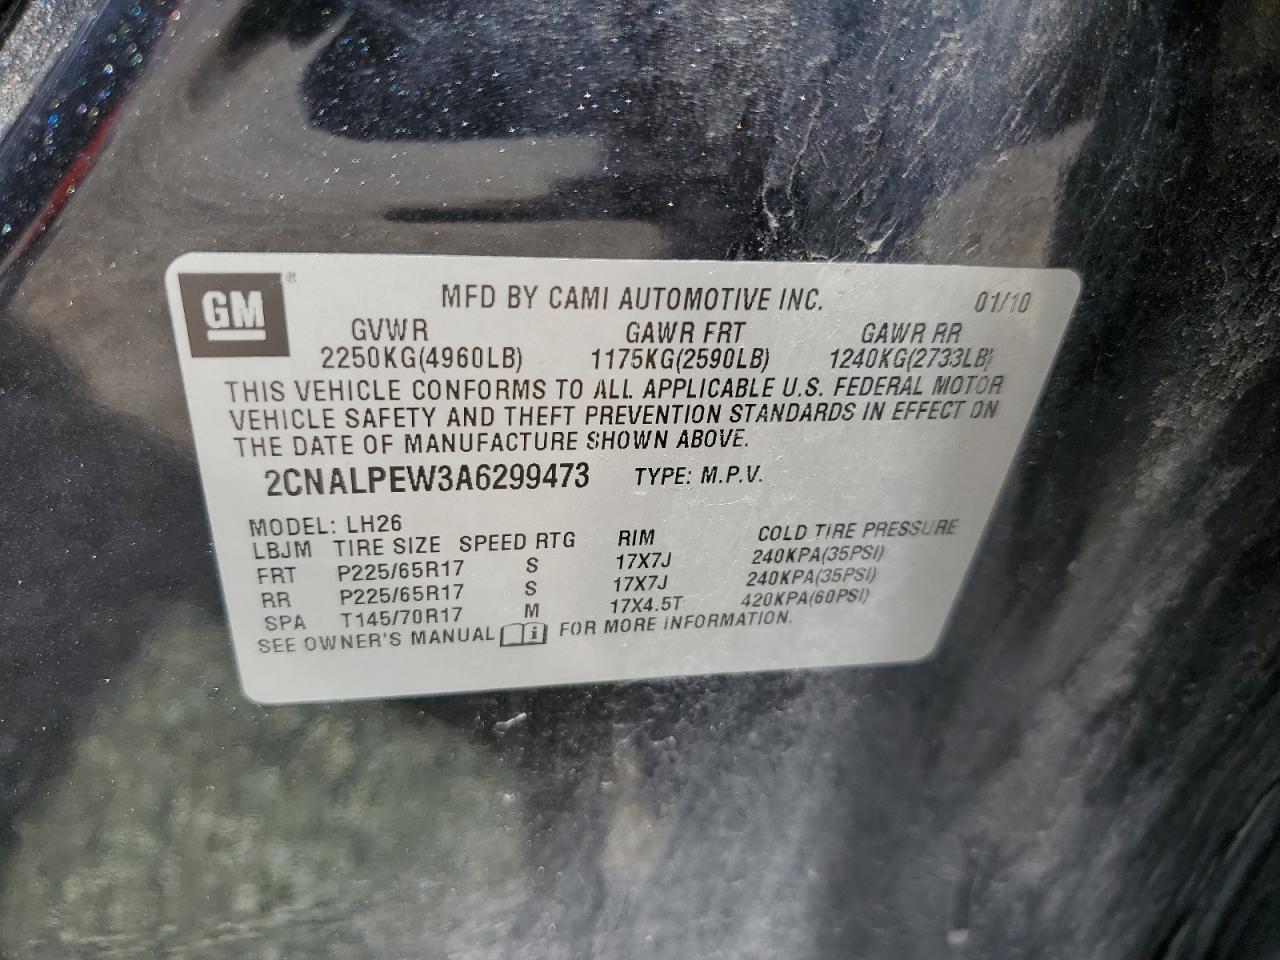 GM ®
MFD BY CAMI AUTOMOTIVE INC. 01/10
GVWR GAWR FRT GAWR RR
2250KG(4960LB) 1175KG(2590LB) 1240KG(2733LB)
THIS VEHICLE CONFORMS TO ALL APPLICABLE U.S. FEDERAL MOTOR
VEHICLE SAFETY AND THEFT PREVENTION STANDARDS IN EFFECT ON
THE DATE OF MANUFACTURE SHOWN ABOVE.
2CNALPEW3A6299473 TYPE: M.P.V.
MODEL: LH26
LBJM TIRE SIZE SPEED RTG RIM COLD TIRE PRESSURE
FRT P225/65R17 S 17X7J 240KPA(35PSI)
RR P225/65R17 S 17X7J 240KPA(35PSI)
SPA T145/70R17 M 17X4.5T 420KPA(60PSI)
SEE OWNER'S MANUAL i FOR MORE INFORMATION.